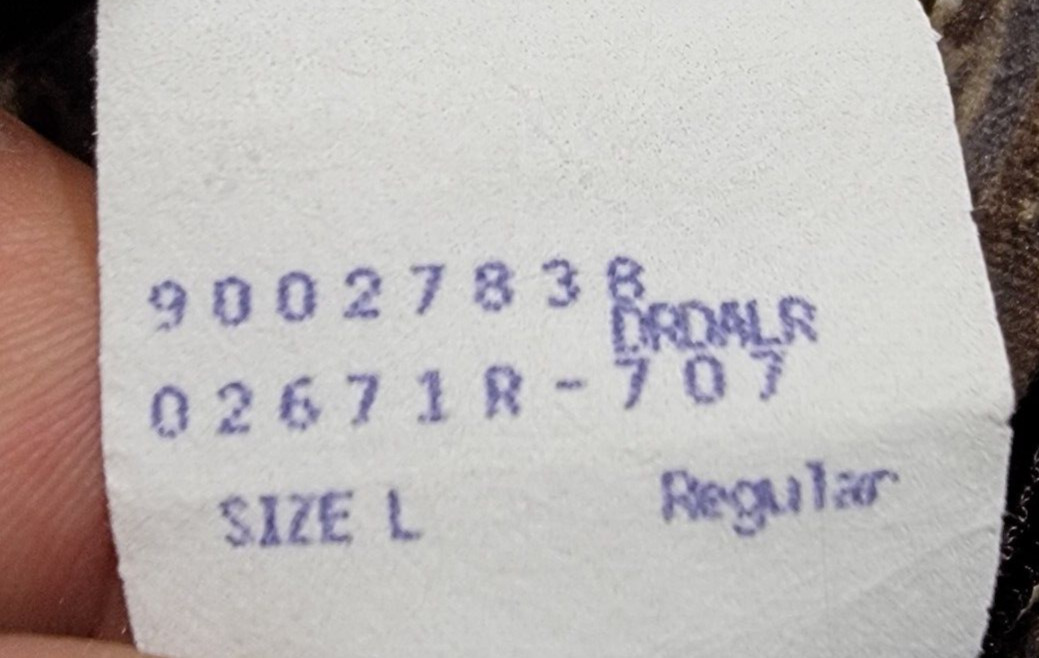 90027838
DRDALR
02671R-707
SIZE L Regular